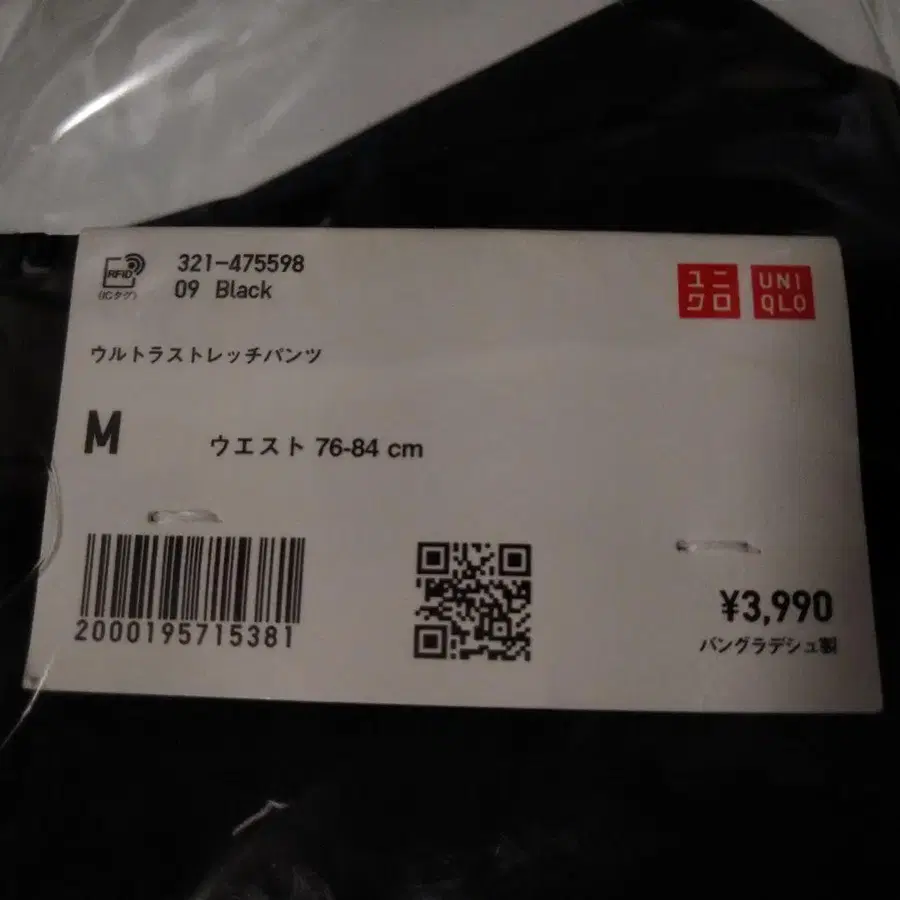 RFID
(ICタグ)
321-475598
09 Black
ユニ
クロ
UNI
QLO
ウルトラストレッチパンツ
M
ウエスト 76-84 cm
2000195715381
¥3,990
バングラデシュ製